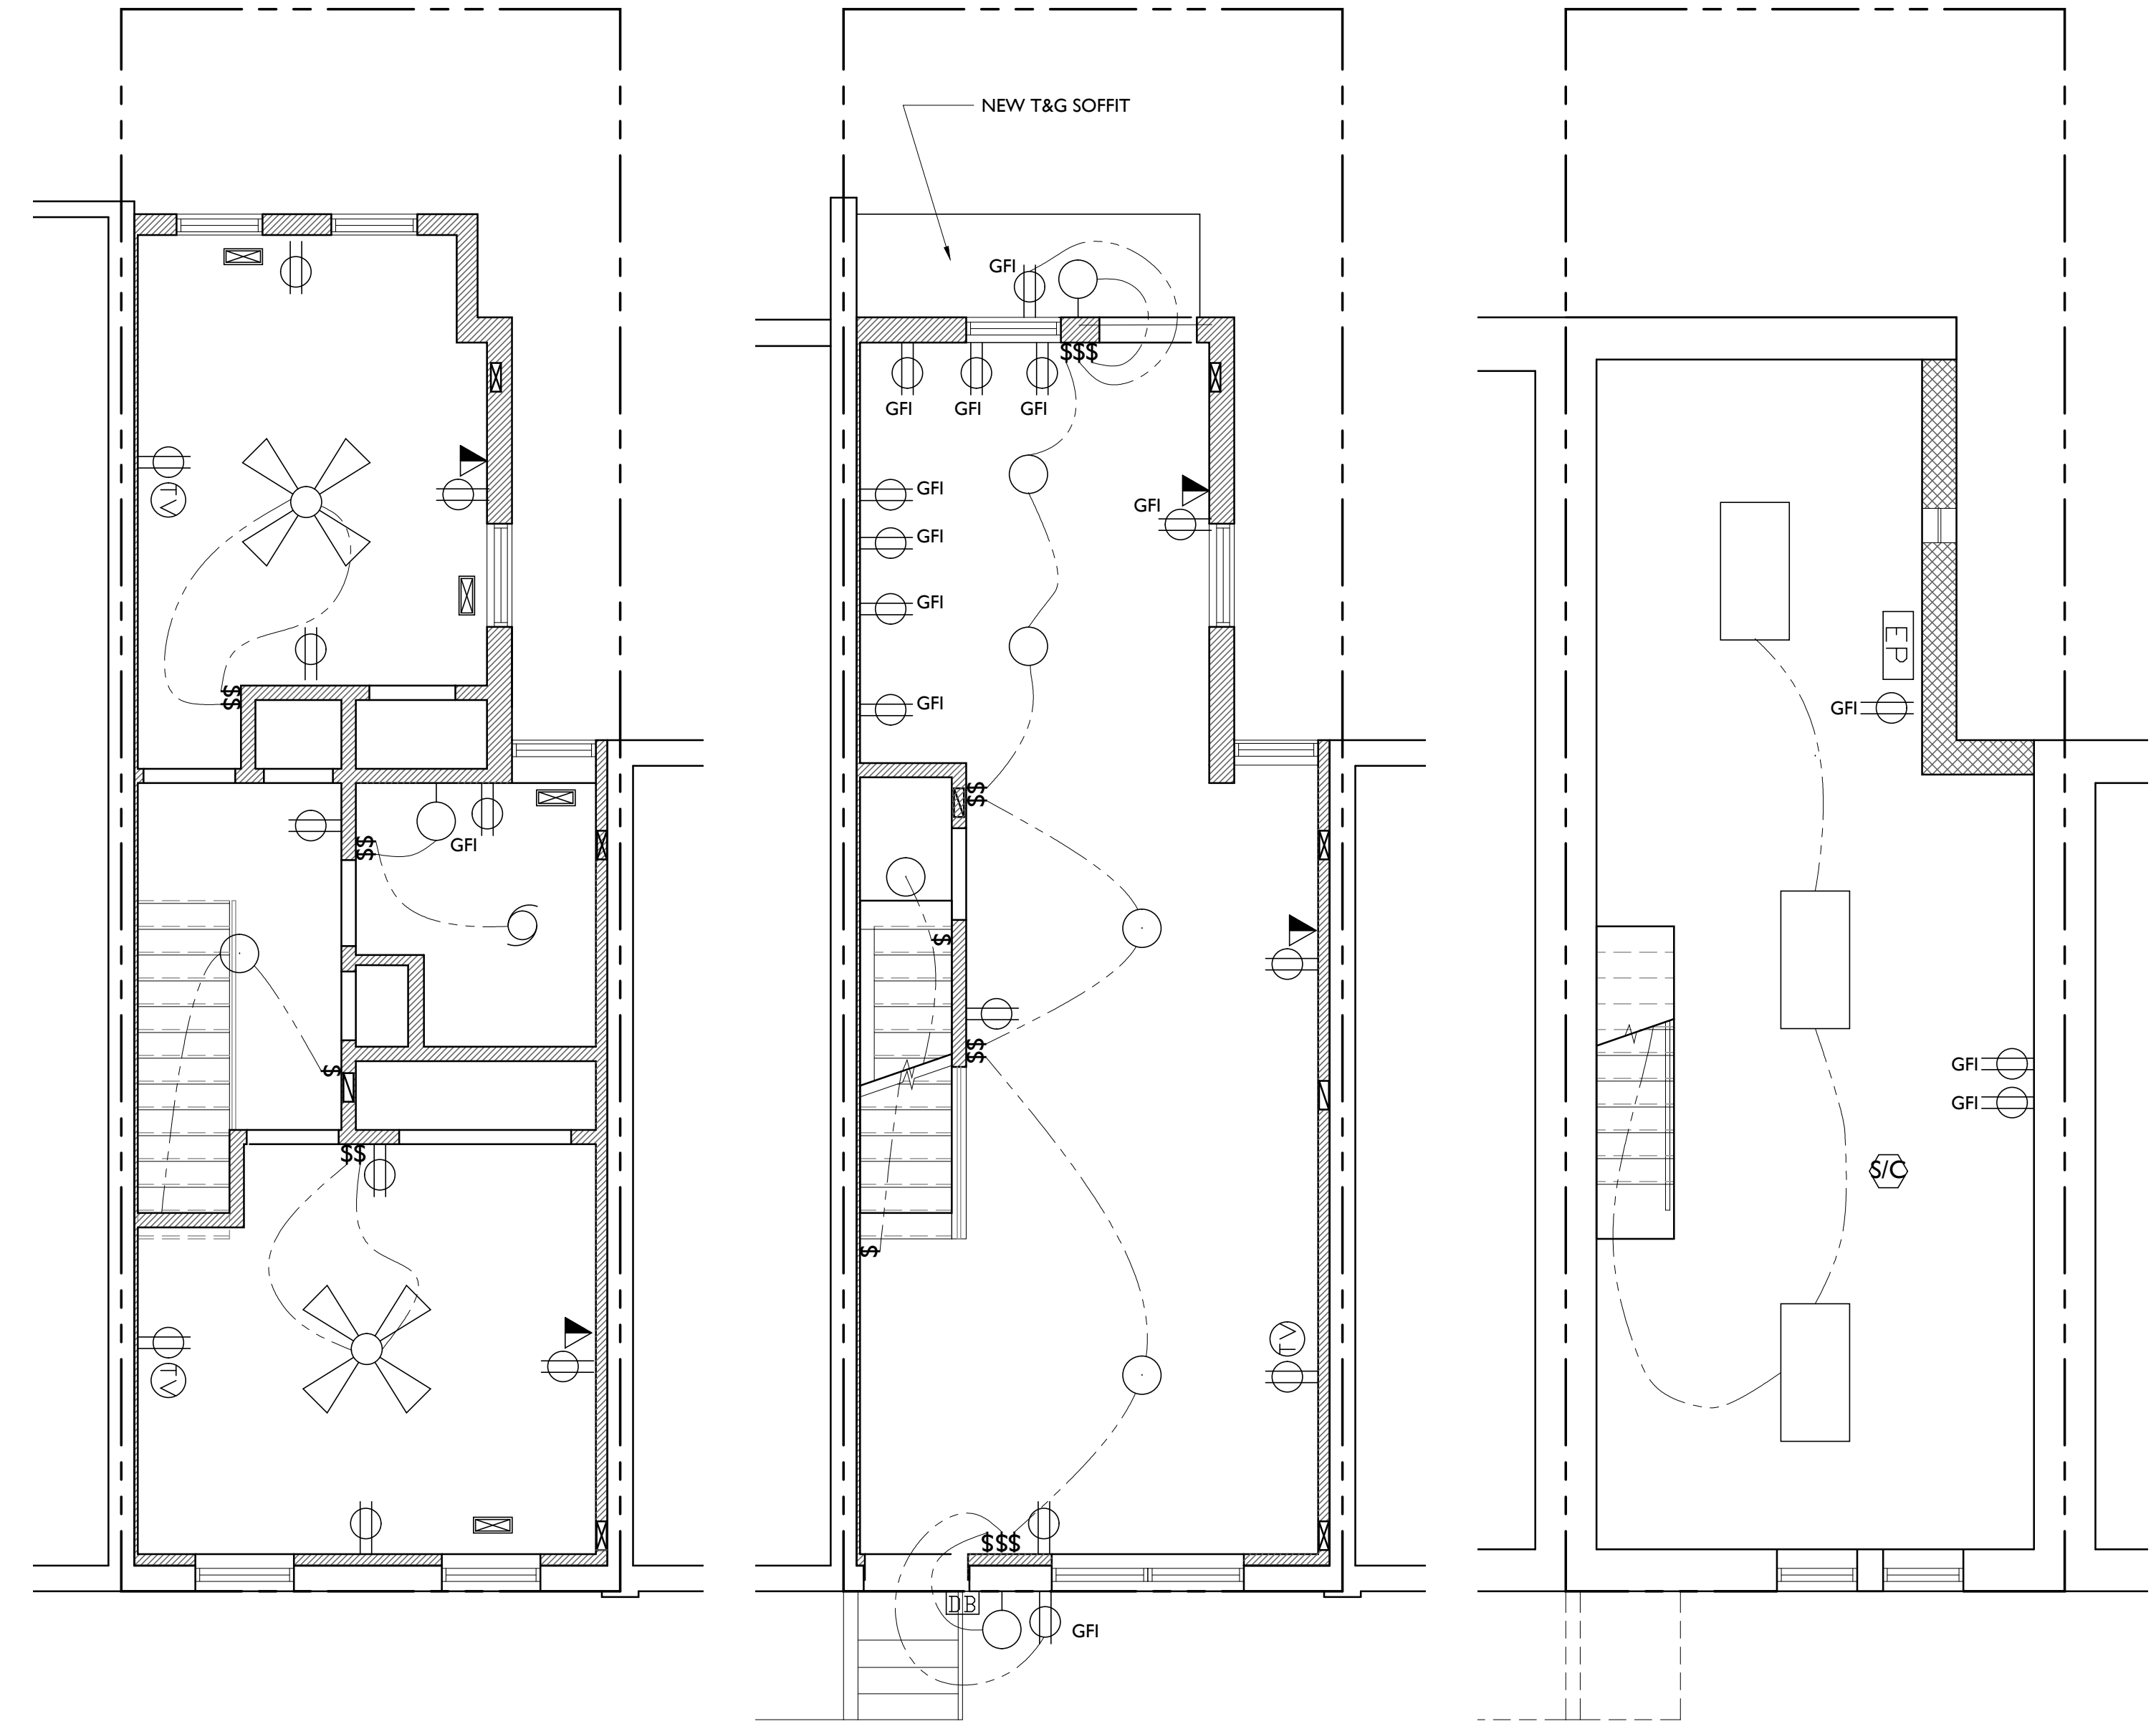 TV
$$
GFI
$$
$
$$
TV
NEW T&G SOFFIT
GFI
$$$
GFI GFI GFI
GFI
GFI
GFI
GFI
GFI
$$
$
$$
$
TV
$$$
DB
GFI
EP
GFI
GFI
GFI
S/C